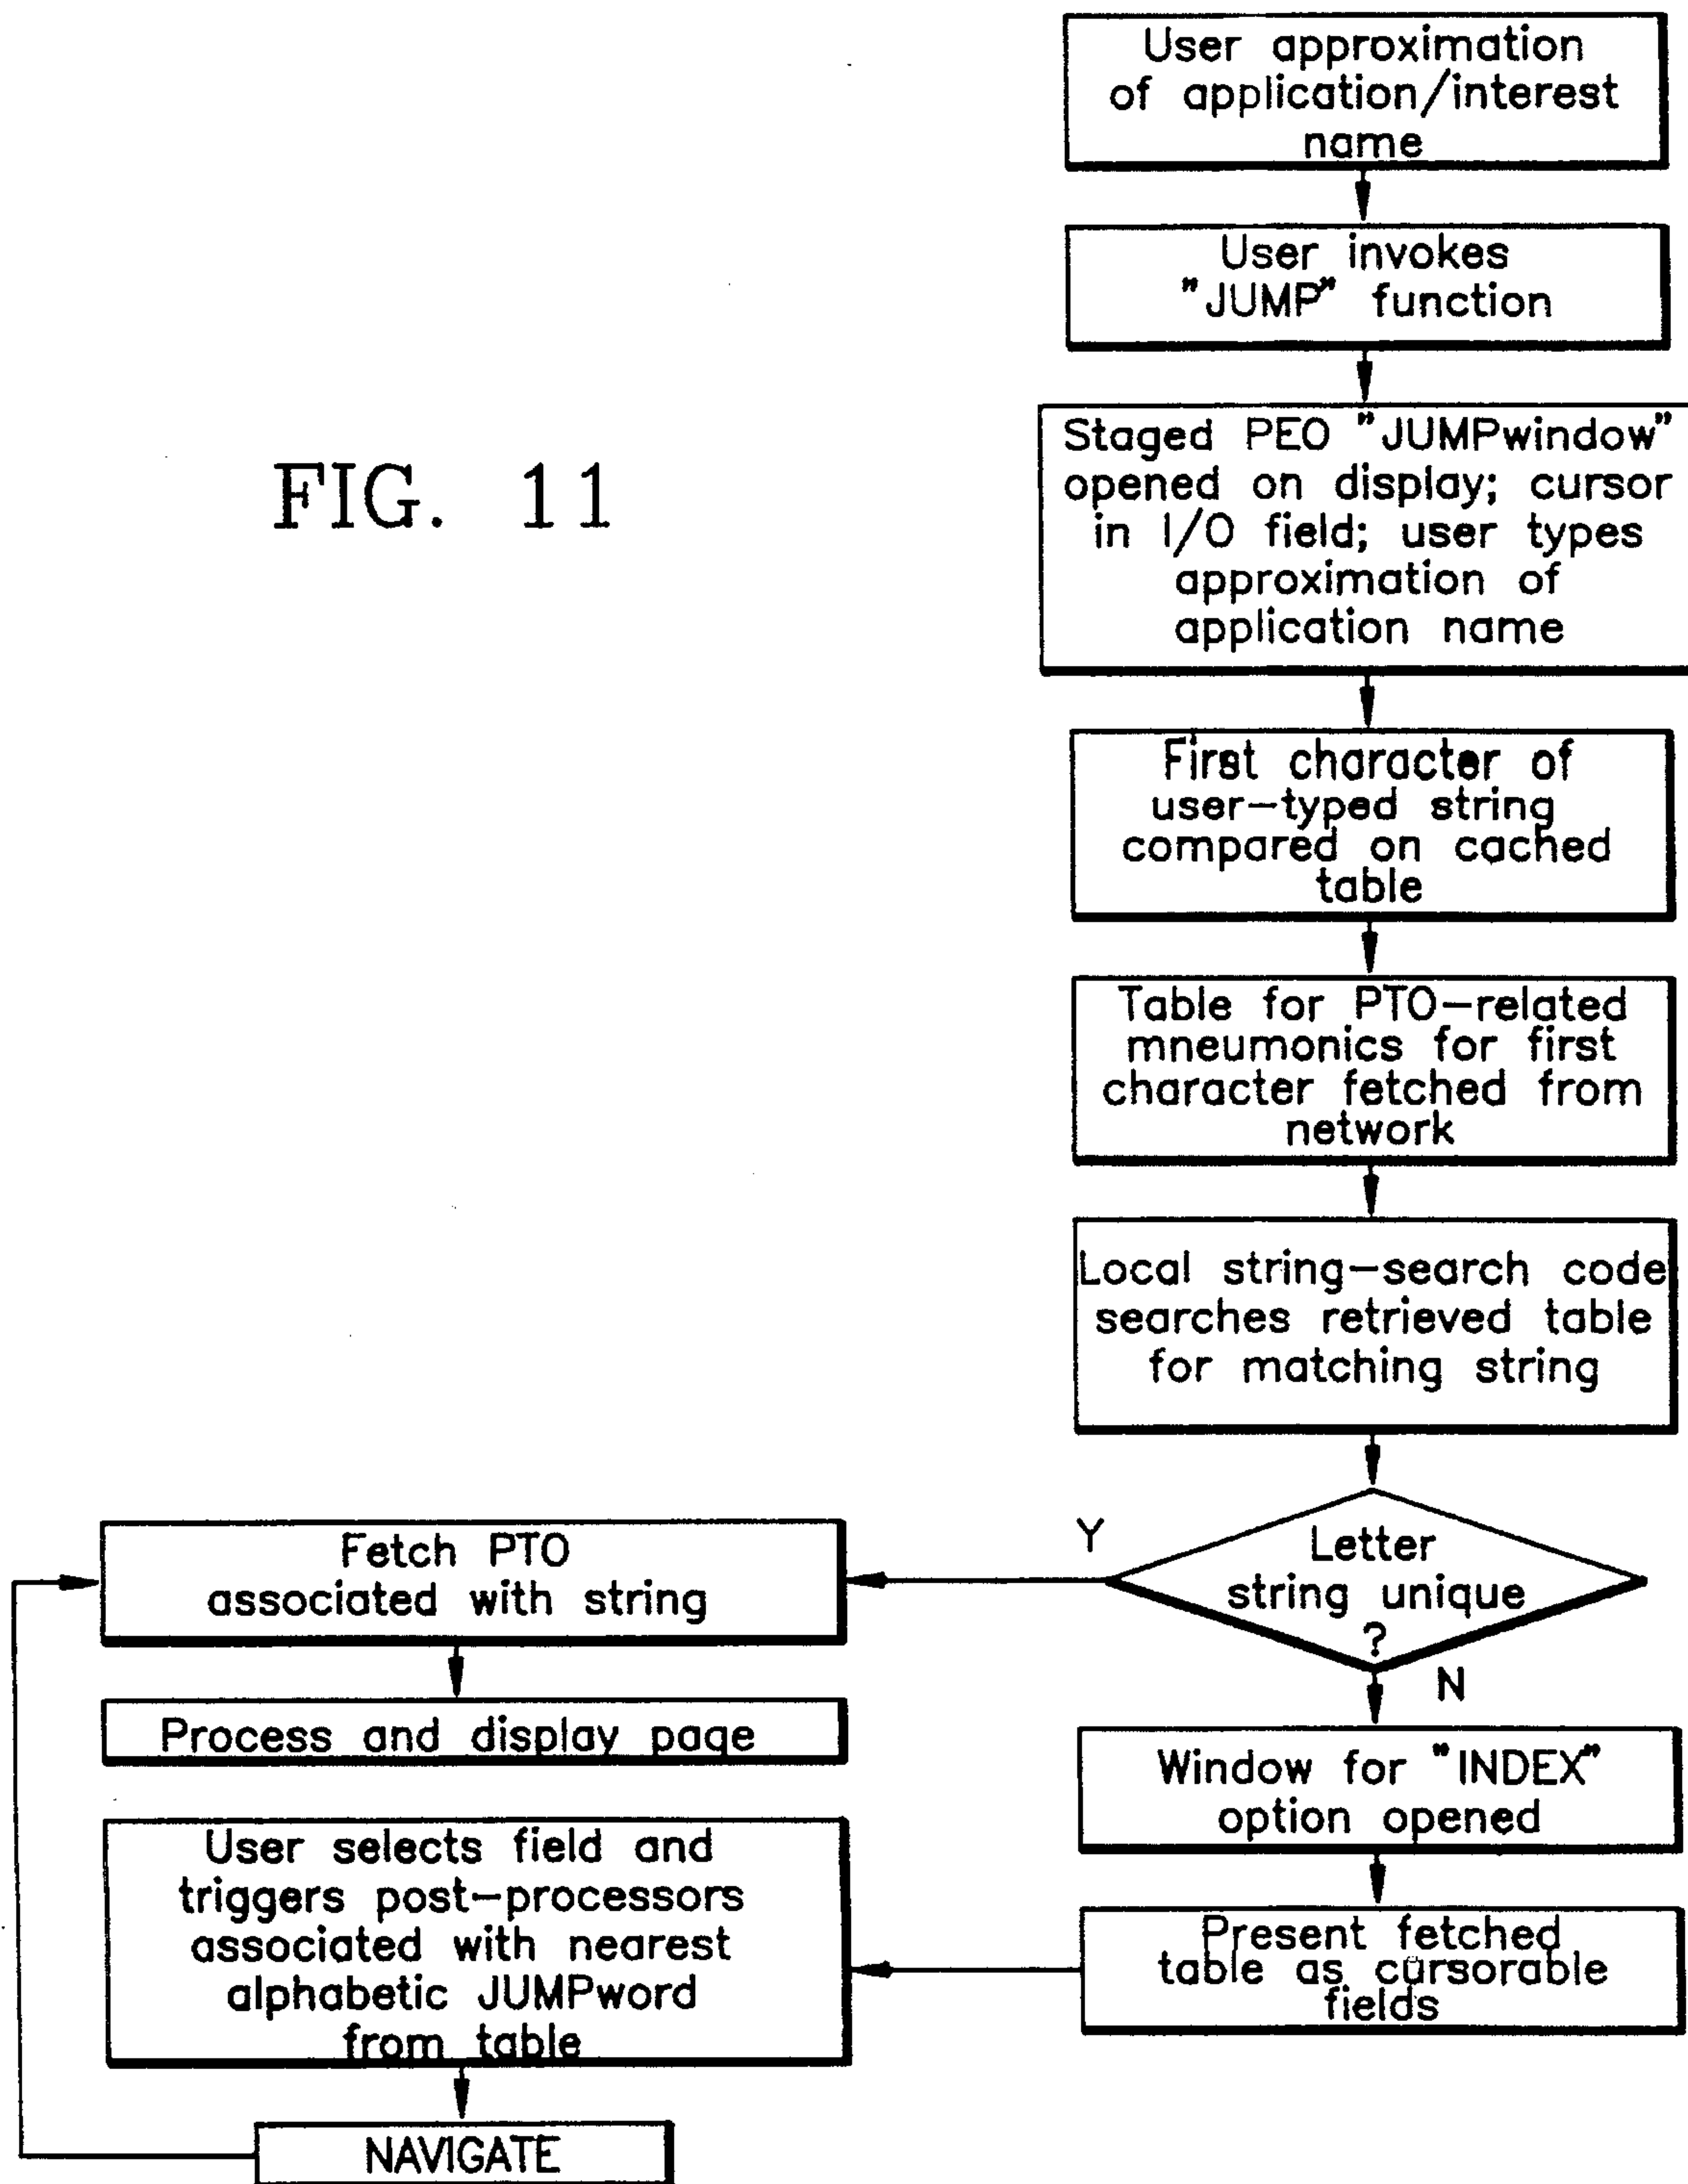 User approximation
of application/interest
name
User invokes
"JUMP" function
Staged PEO "JUMPwindow"
opened on display; cursor
in I/O field; user types
approximation of
application name
FIG. 11
First character of
user-typed string
compared on cached
table
Table for PTO-related
mneumonics for first
character fetched from
network
Local string-search code
searches retrieved table
for matching string
Letter
string unique
?
Y
N
Fetch PTO
associated with string
Process and display page
Window for "INDEX"
option opened
Present fetched
table as cursorable
fields
User selects field and
triggers post-processors
associated with nearest
alphabetic JUMPword
from table
NAVIGATE